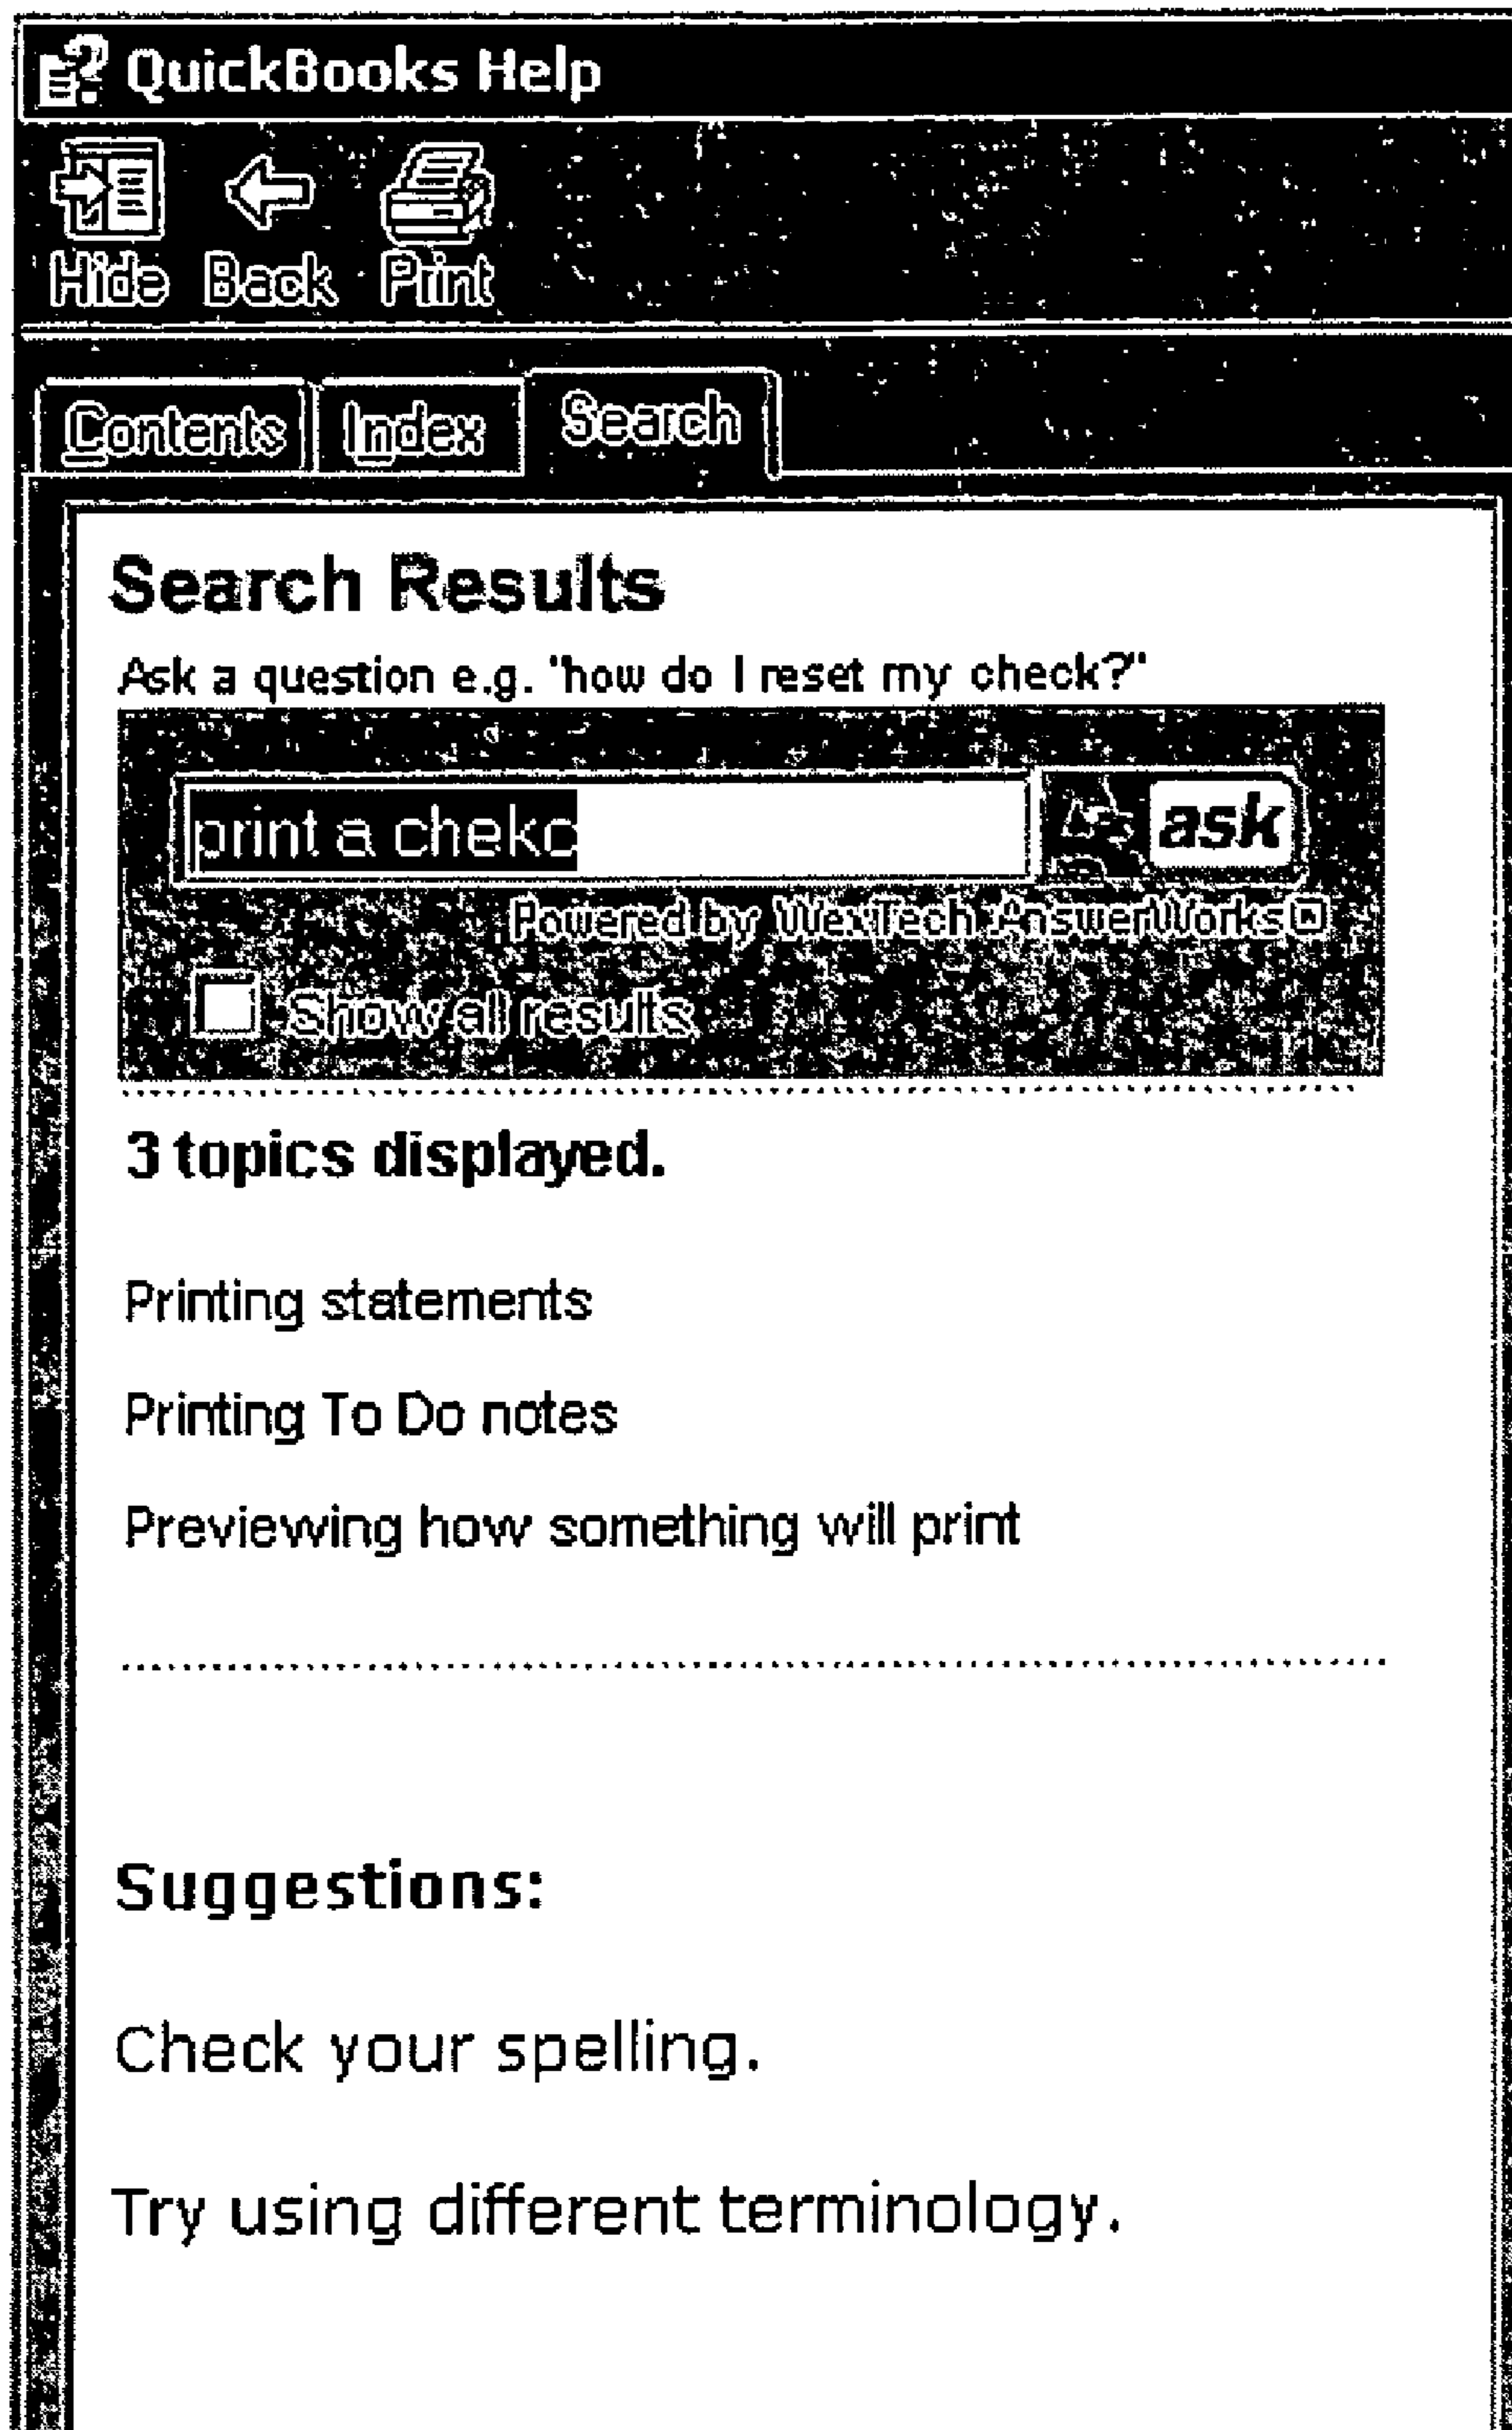 QuickBooks Help
Hide Back Print
Contents Index Search
Search Results
Ask a question e.g. "how do I reset my check?"
print a chekc ask
Powered by WexTech AnswerWorks
Show all results
3 topics displayed.
Printing statements
Printing To Do notes
Previewing how something will print
Suggestions:
Check your spelling.
Try using different terminology.